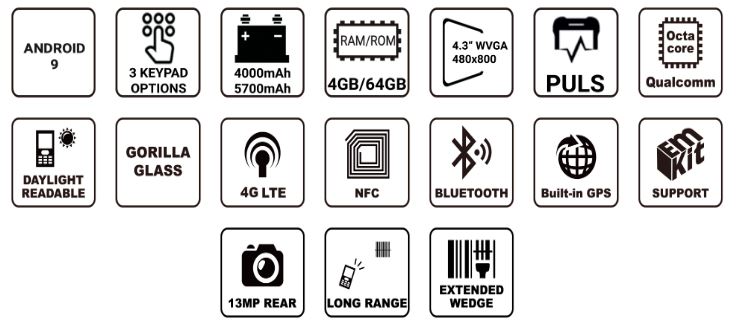 ANDROID
9
3 KEYPAD
OPTIONS
4000mAh
5700mAh
RAM/ROM
4GB/64GB
4.3" WVGA
480x800
PULS
Octa
core
Qualcomm
DAYLIGHT
READABLE
GORILLA
GLASS
4G LTE
NFC
BLUETOOTH
Built-in GPS
Em
Kit
SUPPORT
13MP REAR
LONG RANGE
EXTENDED
WEDGE